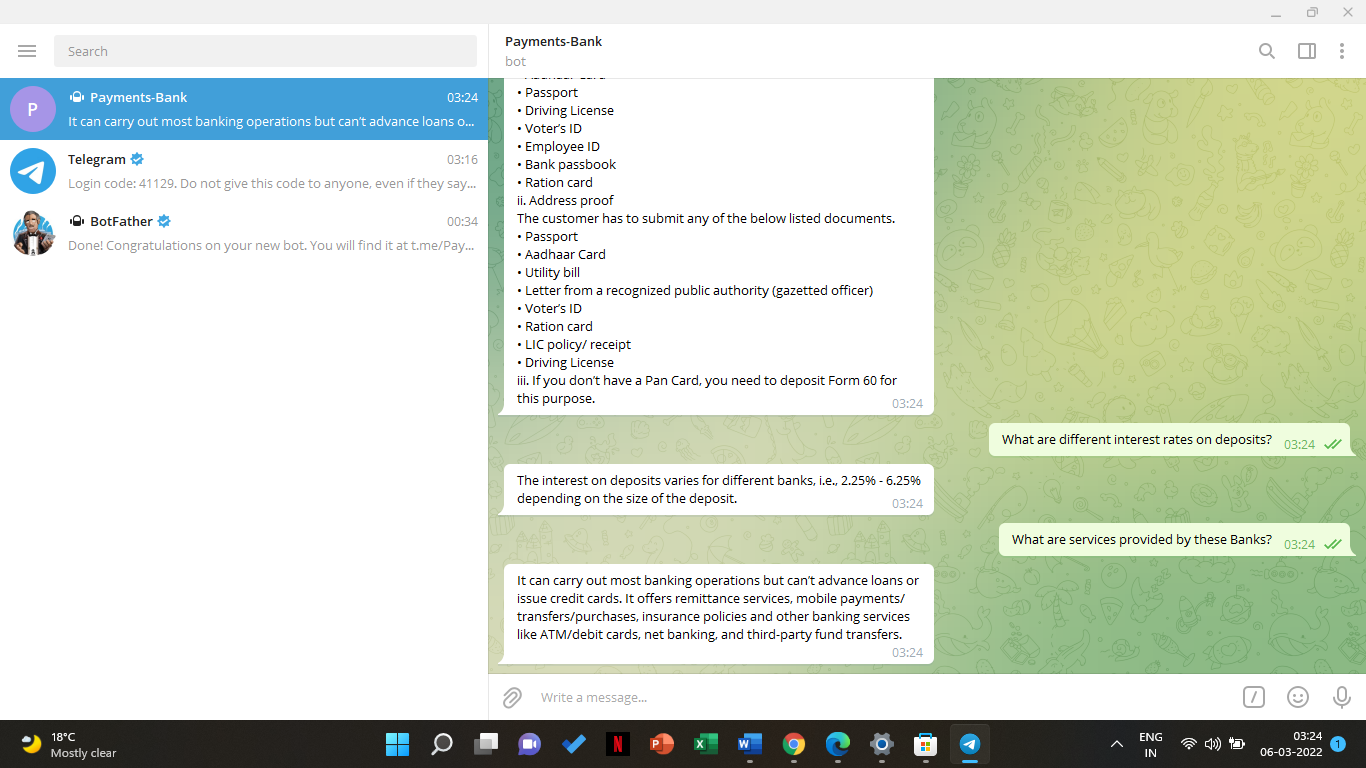 Search
P
Payments-Bank
03:24
It can carry out most banking operations but can't advance loans o...
Telegram
03:16
Login code: 41129. Do not give this code to anyone, even if they say...
BotFather
00:34
Done! Congratulations on your new bot. You will find it at t.me/Pay...
Payments-Bank
bot
• Passport
• Driving License
• Voter's ID
• Employee ID
• Bank passbook
• Ration card
ii. Address proof
The customer has to submit any of the below listed documents.
• Passport
• Aadhaar Card
• Utility bill
• Letter from a recognized public authority (gazetted officer)
• Voter's ID
• Ration card
• LIC policy/ receipt
• Driving License
iii. If you don't have a Pan Card, you need to deposit Form 60 for
this purpose.
03:24
What are different interest rates on deposits?
03:24
The interest on deposits varies for different banks, i.e., 2.25% - 6.25%
depending on the size of the deposit.
03:24
What are services provided by these Banks?
03:24
It can carry out most banking operations but can't advance loans or
issue credit cards. It offers remittance services, mobile payments/
transfers/purchases, insurance policies and other banking services
like ATM/debit cards, net banking, and third-party fund transfers.
03:24
Write a message...
18°C
Mostly clear
N
P
X
W
ENG
IN
03:24
06-03-2022
1